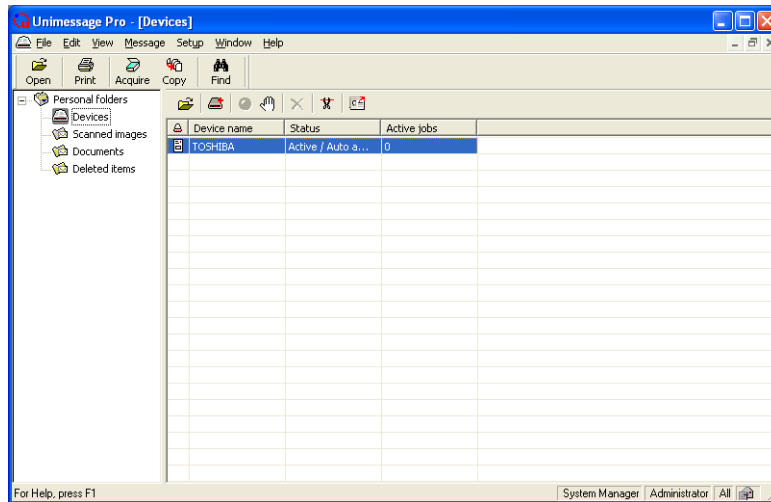 Unimessage Pro - [Devices]
File Edit View Message Setup Window Help
Open Print Acquire Copy Find
Personal folders
Devices
Scanned images
Documents
Deleted items
Device name Status Active jobs
TOSHIBA Active / Auto a... 0
For Help, press F1 System Manager Administrator All